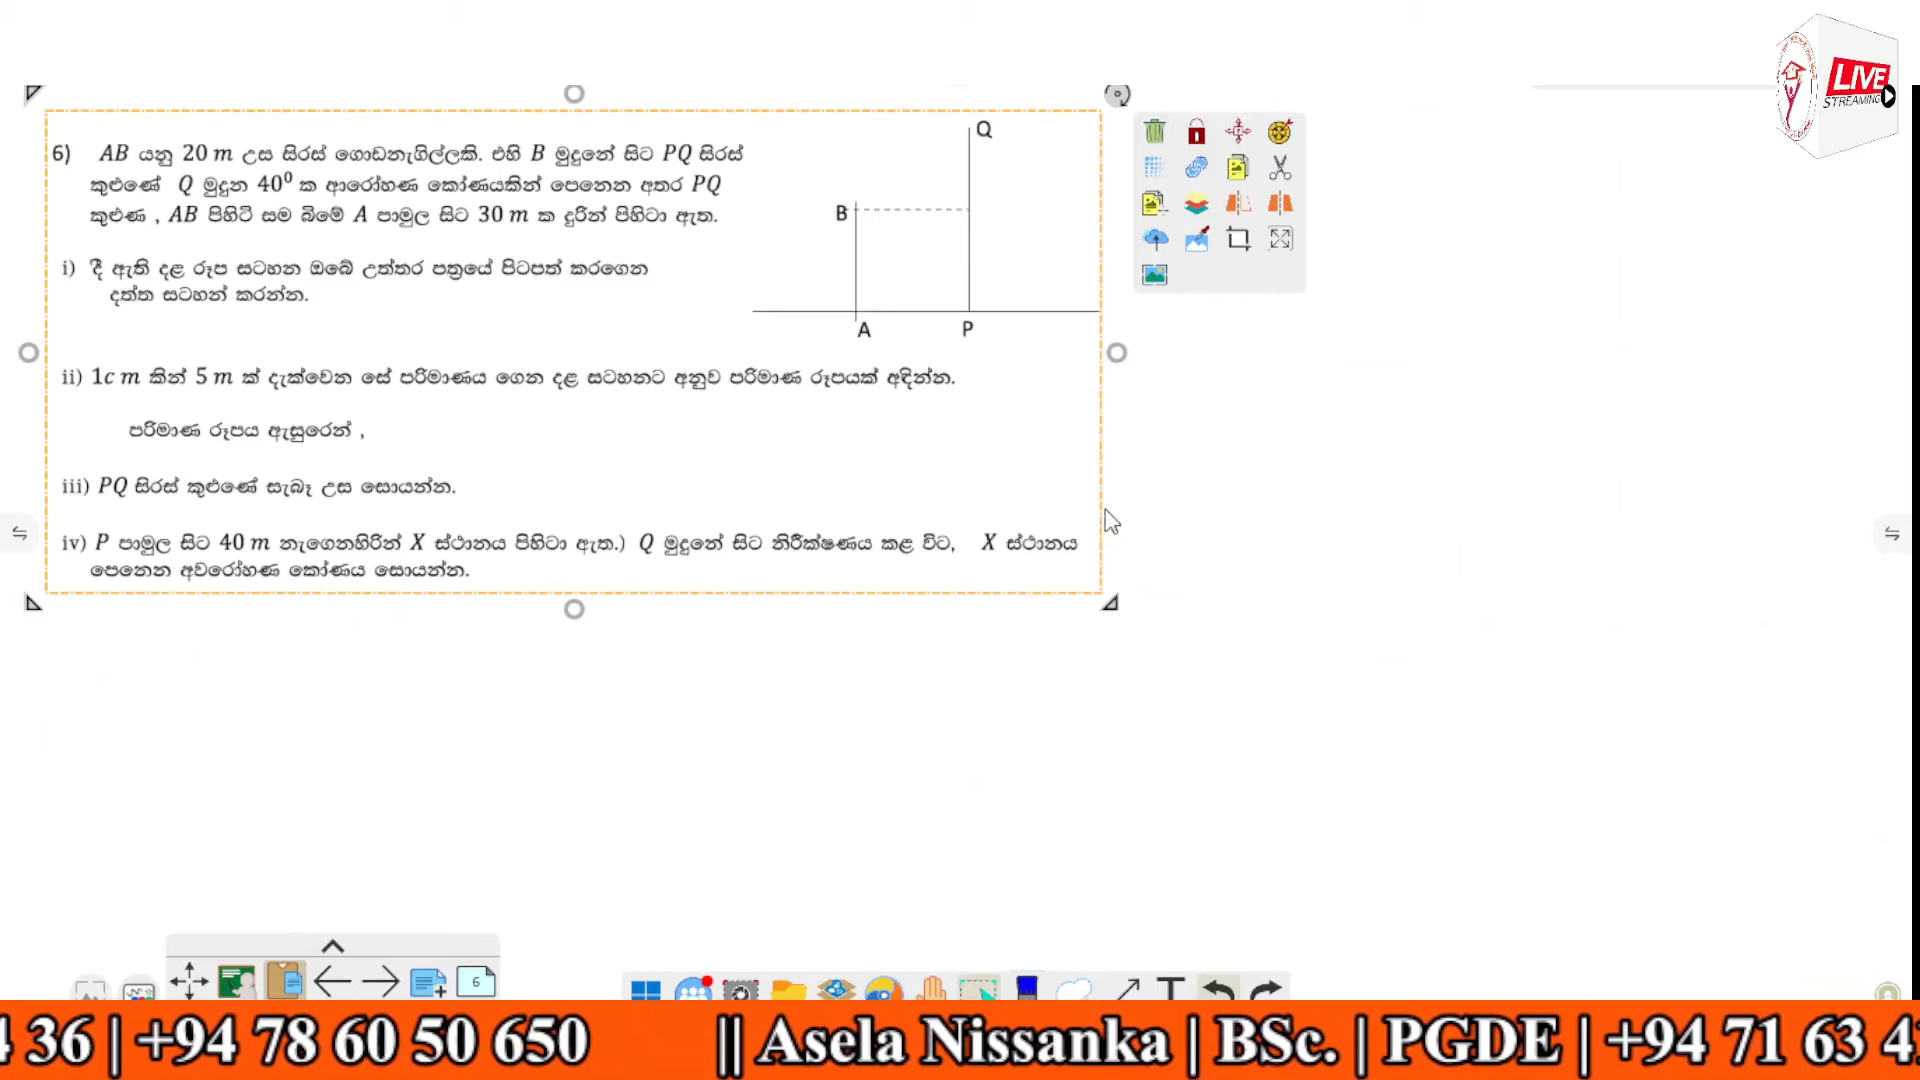 LIVE
STREAMING
6) AB යනු 20 m උස සිරස් ගොඩනැගිල්ලකි. එහි B මුදුනේ සිට PQ සිරස්
කුළුණේ Q මුදුන 40⁰ ක ආරෝහණ කෝණයකින් පෙනෙන අතර PQ
කුළුණ , AB පිහිටි සම බිමේ A පාමුල සිට 30 m ක දුරින් පිහිටා ඇත.
Q
B
A
P
i) දී ඇති දළ රූප සටහන ඔබේ උත්තර පත්‍රයේ පිටපත් කරගෙන
දත්ත සටහන් කරන්න.
ii) 1c m කින් 5 m ක් දැක්වෙන සේ පරිමාණය ගෙන දළ සටහනට අනුව පරිමාණ රූපයක් අඳින්න.
පරිමාණ රූපය ඇසුරෙන් ,
iii) PQ සිරස් කුළුණේ සැබෑ උස සොයන්න.
iv) P පාමුල සිට 40 m නැගෙනහිරින් X ස්ථානය පිහිටා ඇත.) Q මුදුනේ සිට නිරීක්ෂණය කළ විට, X ස්ථානය
පෙනෙන අවරෝහණ කෝණය සොයන්න.
6
4 36 | +94 78 60 50 650 || Asela Nissanka | BSc. | PGDE | +94 71 63 4